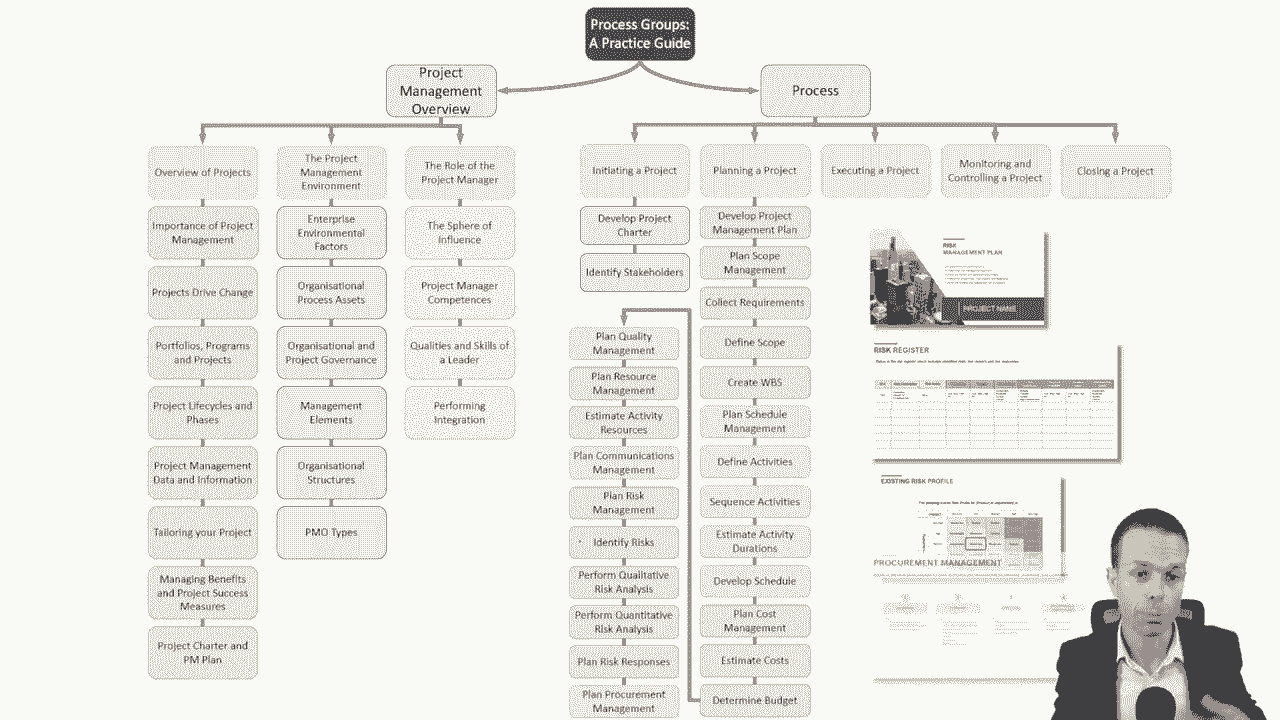 Process Groups:
A Practice Guide
Project
Management
Overview
Process
Overview of Projects
Importance of Project
Management
Projects Drive Change
Portfolios, Programs
Project Lifecycle and
Phases
Project Management
Data and Information
Tailoring your Project
Managing Benefits
and Project Success
Measures
Project Charter and
PM Plan
The Project
Management
Environment
Enterprise
Environmental
Factors
Organisational
Process Assets
Organisational and
Project Governance
Management
Elements
Organisational
Structures
PMO Types
The Role of the
Project Manager
The Sphere of
Influence
Project Manager
Competences
Qualities and Skills of
a Leader
Performing
Integration
Initiating a Project
Develop Project
Charter
Identify Stakeholders
Planning a Project
Develop Project
Management Plan
Plan Scope
Management
Collect Requirements
Define Scope
Create WBS
Plan Schedule
Management
Define Activities
Sequence Activities
Estimate Activity
Durations
Develop Schedule
Plan Cost
Management
Estimate Costs
Determine Budget
Plan Quality
Management
Plan Resource
Management
Estimate Activity
Resources
Plan Communications
Management
Plan Risk
Management
Identify Risks
Perform Qualitative
Risk Analysis
Perform Quantitative
Risk Analysis
Plan Risk Responses
Plan Procurement
Management
Executing a Project
Monitoring and
Controlling a Project
Closing a Project
RISK
MANAGEMENT PLAN
PROJECT NAME
RISK REGISTER
EXISTING RISK PROFILE
PROCUREMENT MANAGEMENT